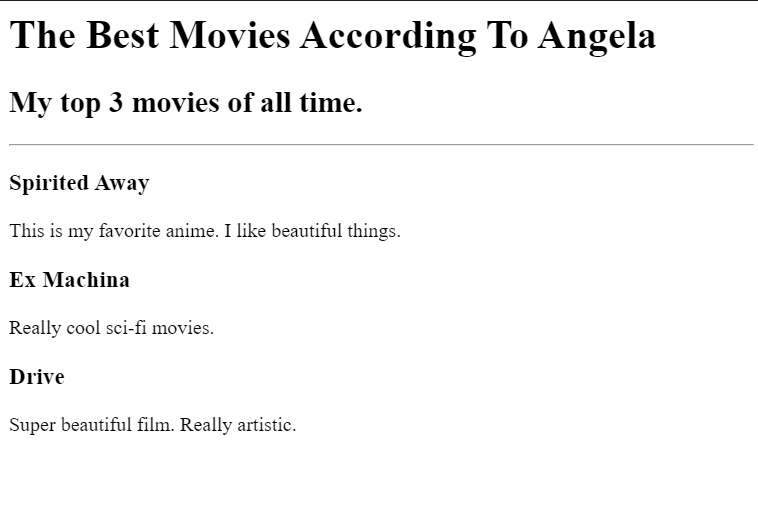 The Best Movies According To Angela
My top 3 movies of all time.
Spirited Away
This is my favorite anime. I like beautiful things.
Ex Machina
Really cool sci-fi movies.
Drive
Super beautiful film. Really artistic.